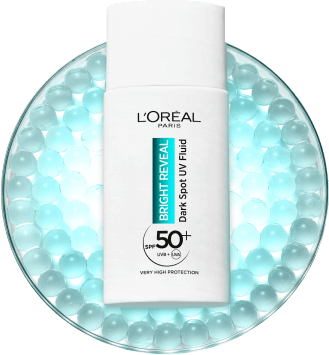 L'ORÉAL
PARIS
BRIGHT REVEAL
Dark Spot UV Fluid
SPF 50+
UVB + UVA
VERY HIGH PROTECTION